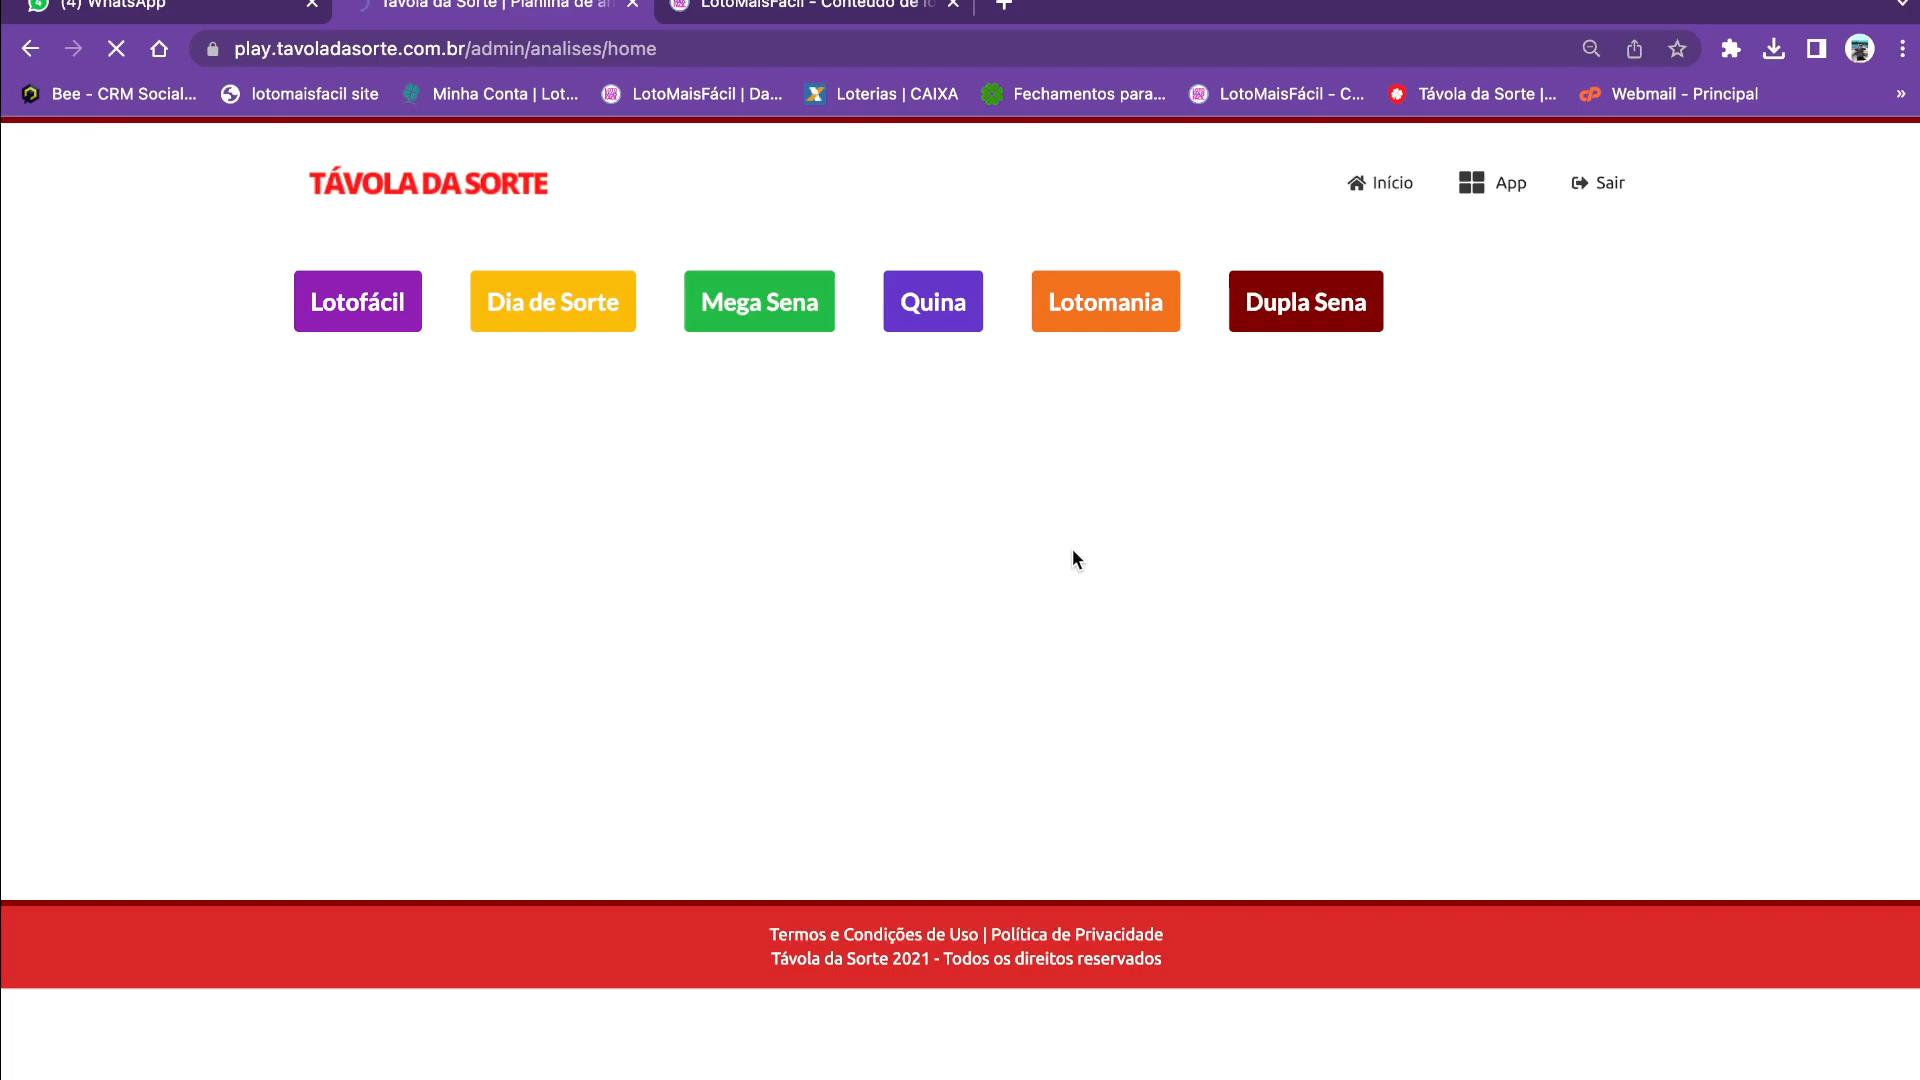 (4) WhatsApp
Távola da Sorte | Planilha de an
LotoMaisFácil - Conteúdo de lo
play.tavoladasorte.com.br/admin/analises/home
Bee - CRM Social... lotomaisfacil site Minha Conta | Lot... LotoMaisFácil | Da... Loterias | CAIXA Fechamentos para... LotoMaisFácil - C... Távola da Sorte |... Webmail - Principal »
TÁVOLA DA SORTE
Início App Sair
Lotofácil Dia de Sorte Mega Sena Quina Lotomania Dupla Sena
Termos e Condições de Uso | Política de Privacidade
Távola da Sorte 2021 - Todos os direitos reservados